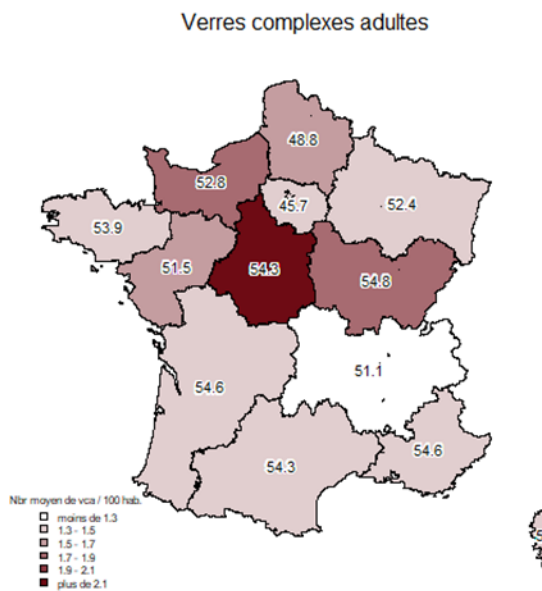 Verres complexes adultes
48.8
52.8
45.7
52.4
53.9
51.5
54.3
54.8
51.1
54.6
54.6
54.3
Nbr moyen de vca / 100 hab.
moins de 1.3
1.3 - 1.5
1.5 - 1.7
1.7 - 1.9
1.9 - 2.1
plus de 2.1